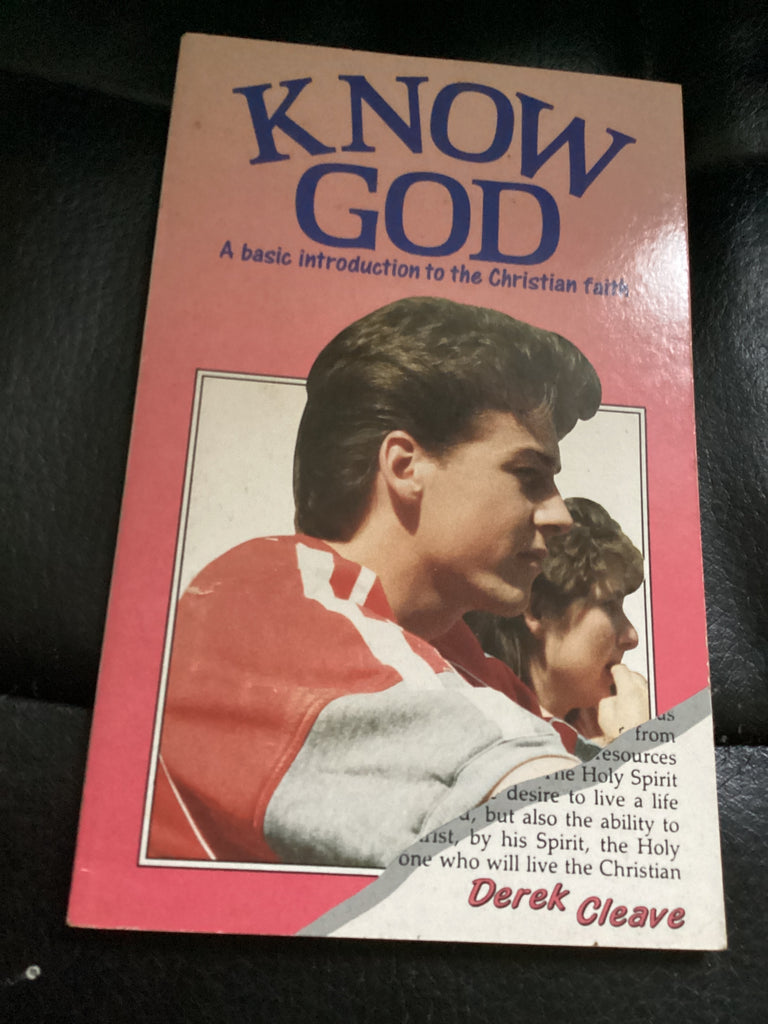 KNOW
GOD
A basic introduction to the Christian faith
us
from
resources
The Holy Spirit
desire to live a life
, but also the ability to
by his Spirit, the Holy
one who will live the Christian
Derek Cleave